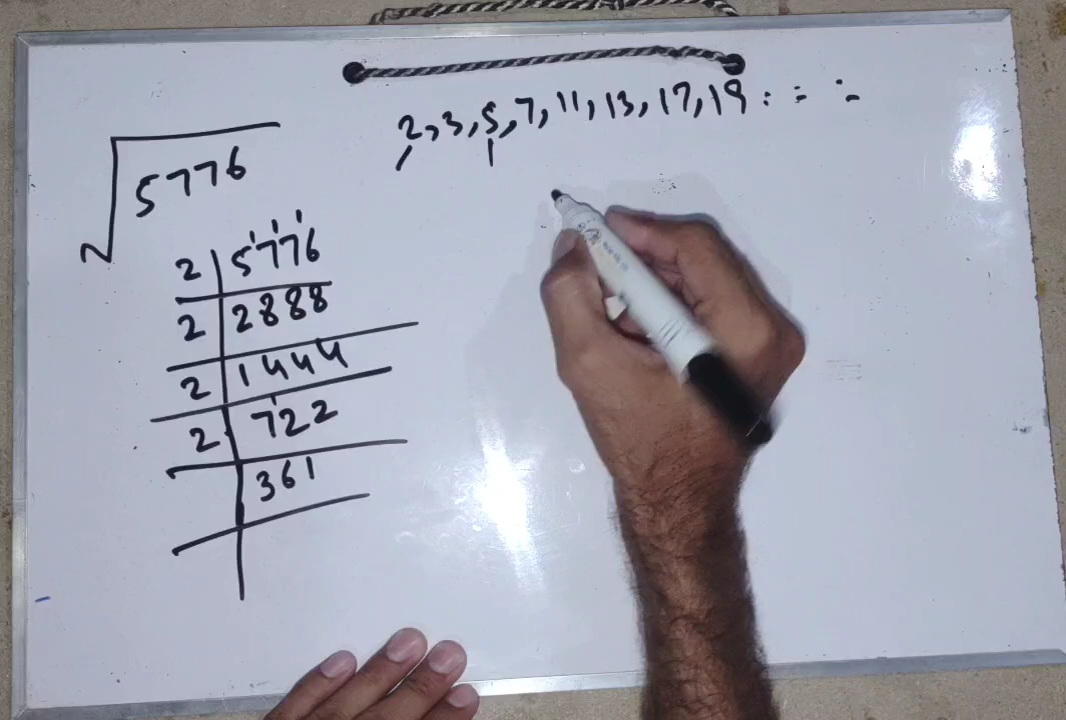 2, 3, 5, 7, 11, 13, 17, 19
√5776
2 | 5776
2 | 2888
2 | 1444
2 | 722
361